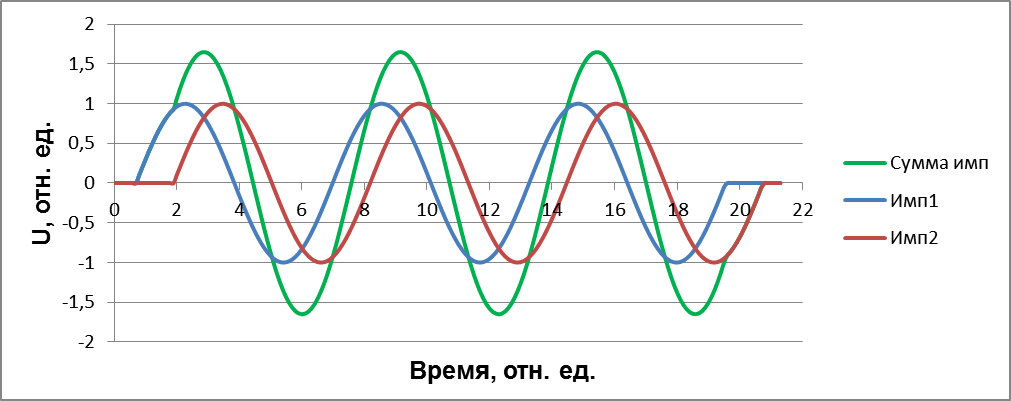 2
1,5
1
0,5
0
-0,5
-1
-1,5
-2
0 2 4 6 8 10 12 14 16 18 20 22
U, отн. ед.
Время, отн. ед.
Сумма имп
Имп1
Имп2